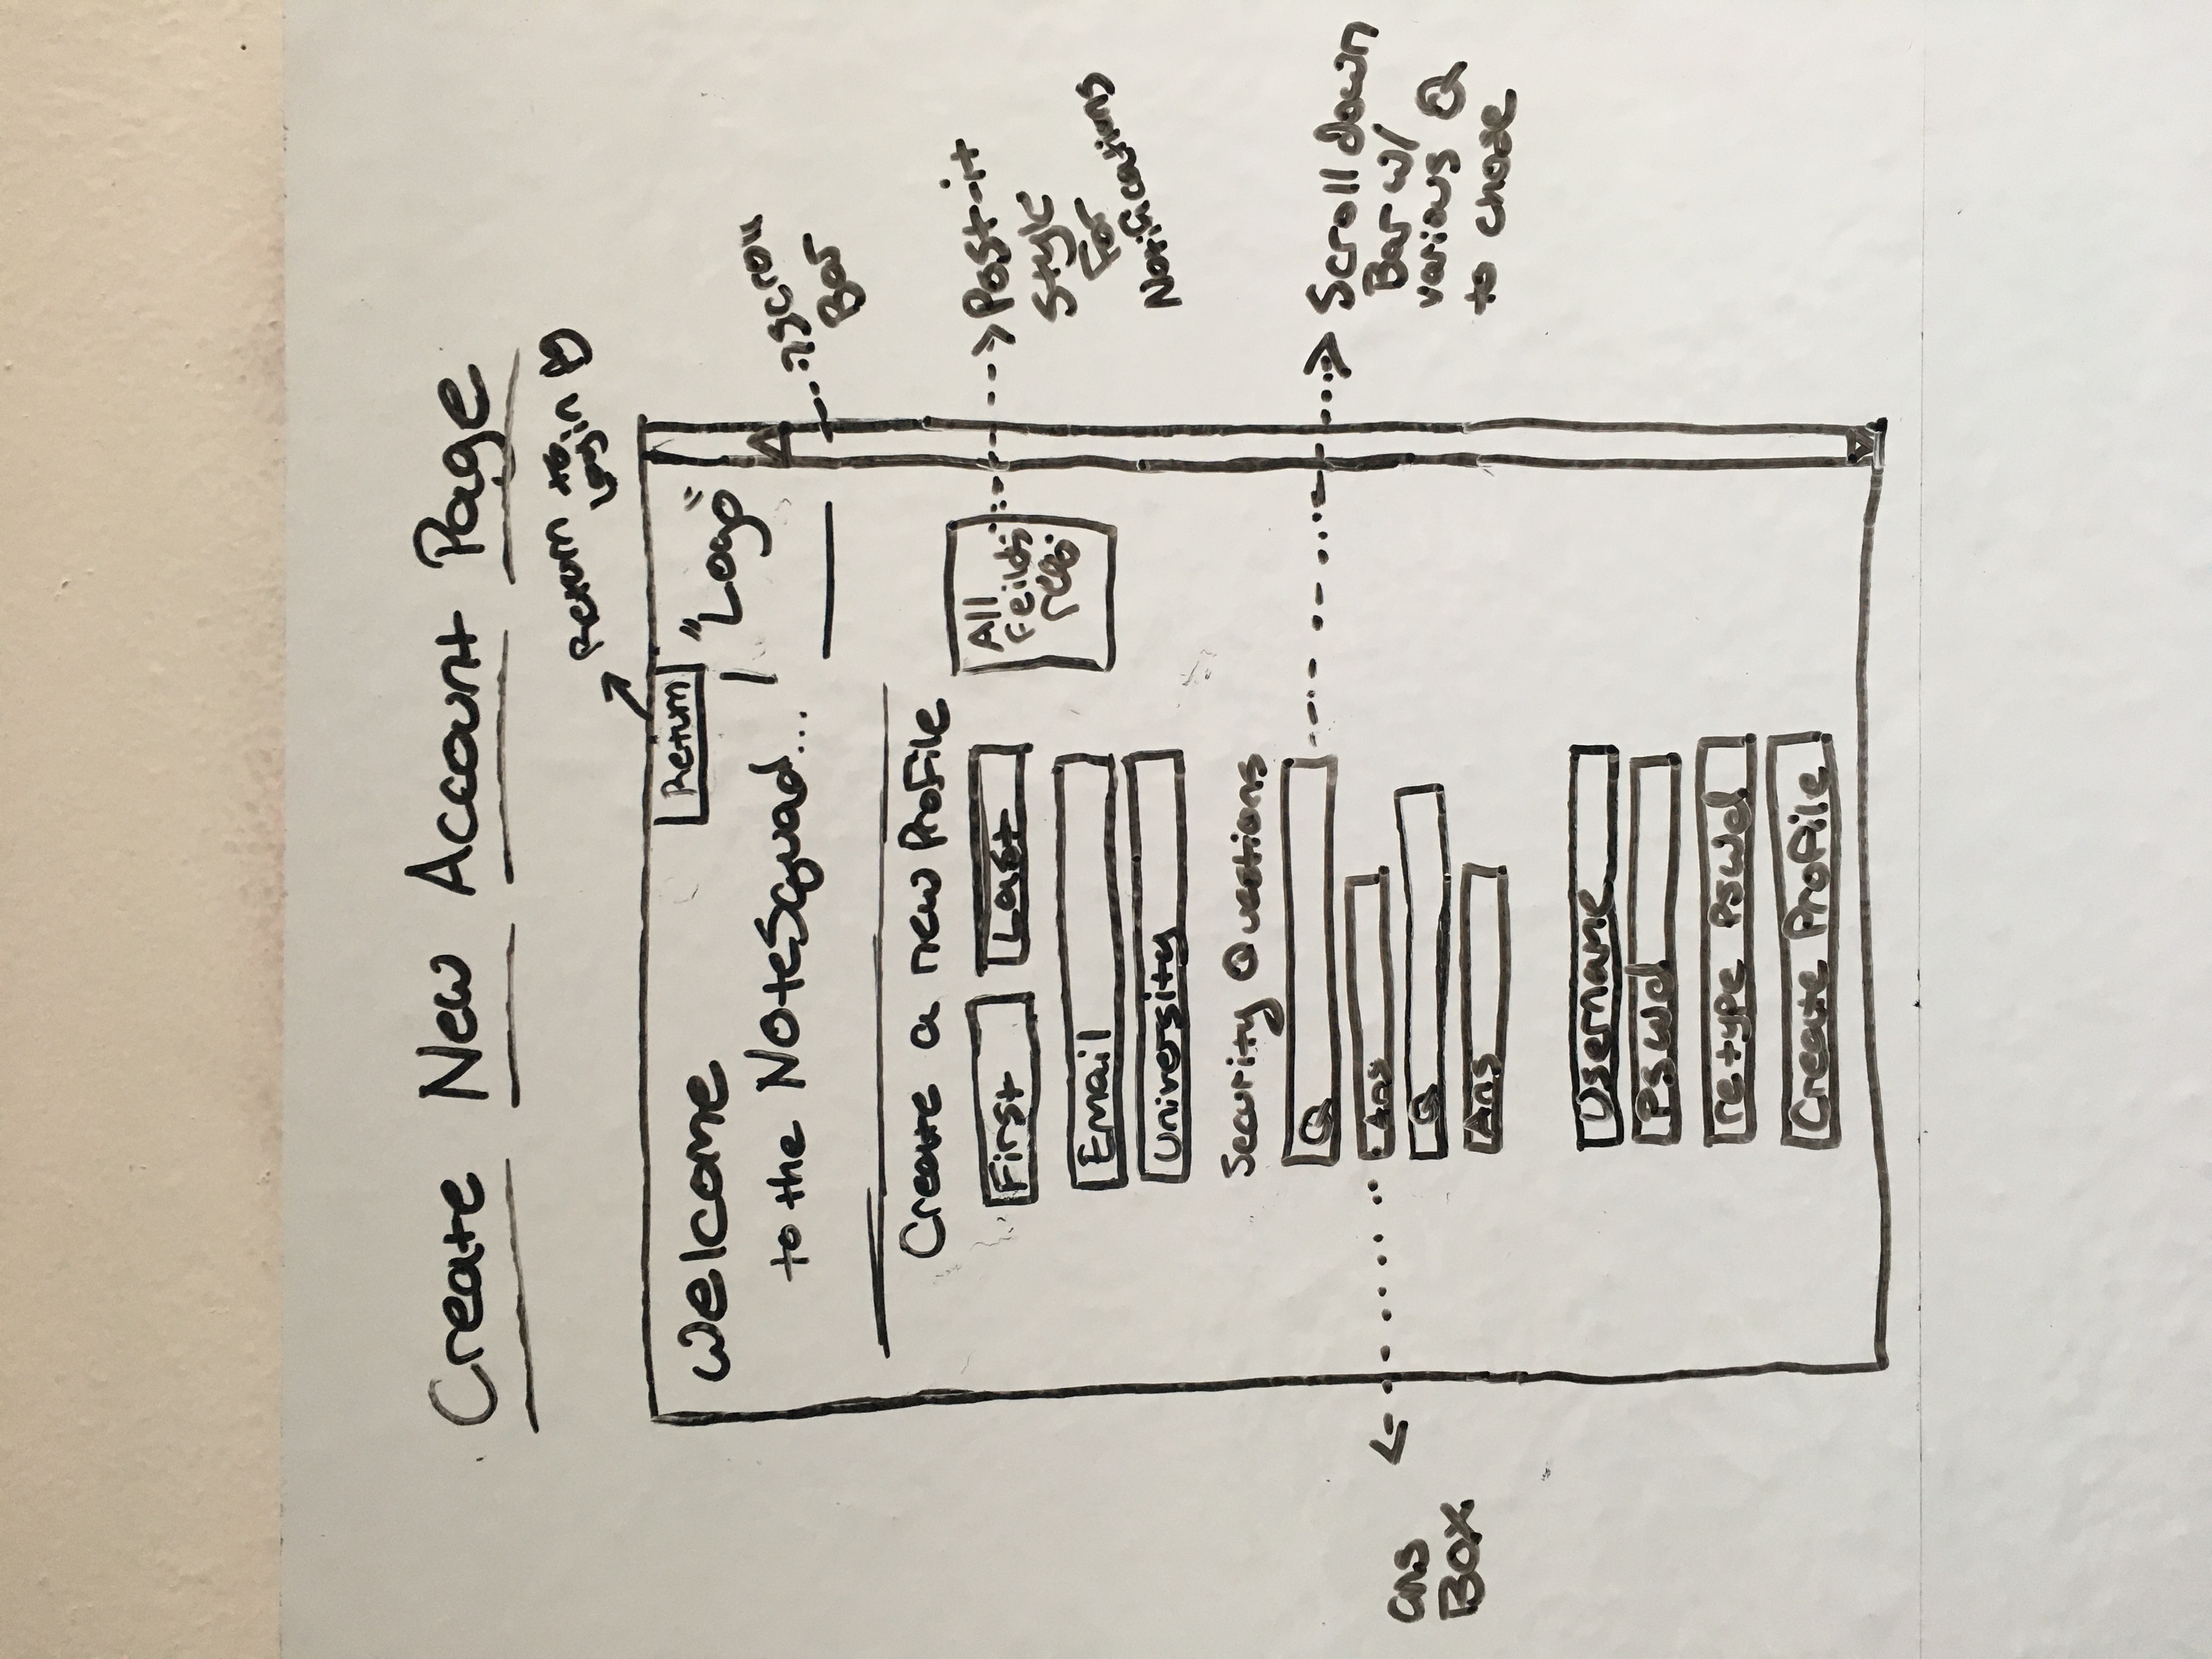 Create New Account Page
Return to
Login Pg
Return
Welcome
"Logo"
to the NoteSquad...
scroll
Bar
Create a new Profile
First
Last
All
Feilds
req.
Post-it
Style
For
Notifications
Email
University
Security Questions
Q
Scroll down
Bar w/
various Q
to chose
Ans
ans
Box
Q
Ans
Username
Pswd
retype Pswd
Create Profile